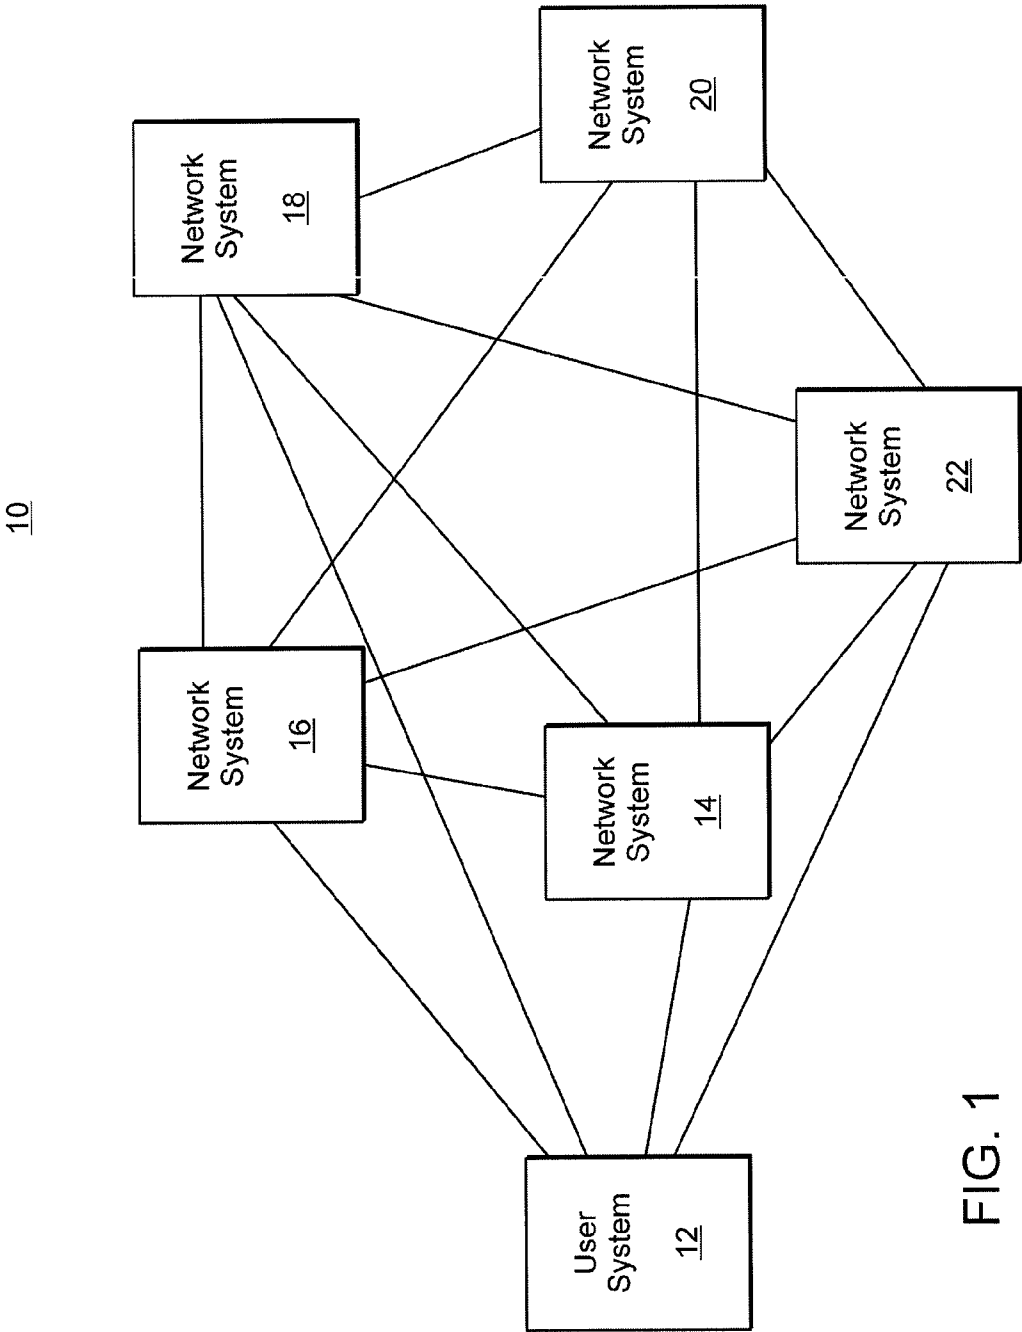 10
Network
System
18
Network
System
20
Network
System
16
Network
System
22
Network
System
14
User
System
12
FIG. 1